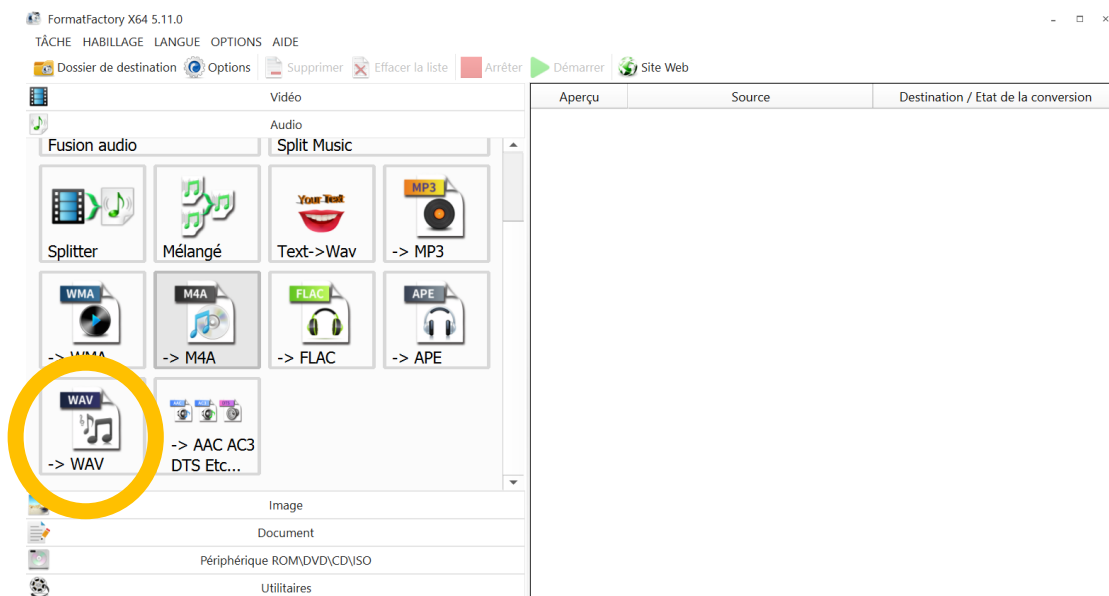 FormatFactory X64 5.11.0
TÂCHE HABILLAGE LANGUE OPTIONS AIDE
Dossier de destination Options Supprimer Effacer la liste Arrêter Démarrer Site Web
Vidéo
Aperçu Source Destination / Etat de la conversion
Audio
Fusion audio Split Music
Your Text MP3
Splitter Mélangé Text->Wav -> MP3
WMA M4A FLAC APE
-> WMA -> M4A -> FLAC -> APE
WAV
-> WAV
-> AAC AC3
DTS Etc...
Image
Document
Périphérique ROM\DVD\CD\ISO
Utilitaires